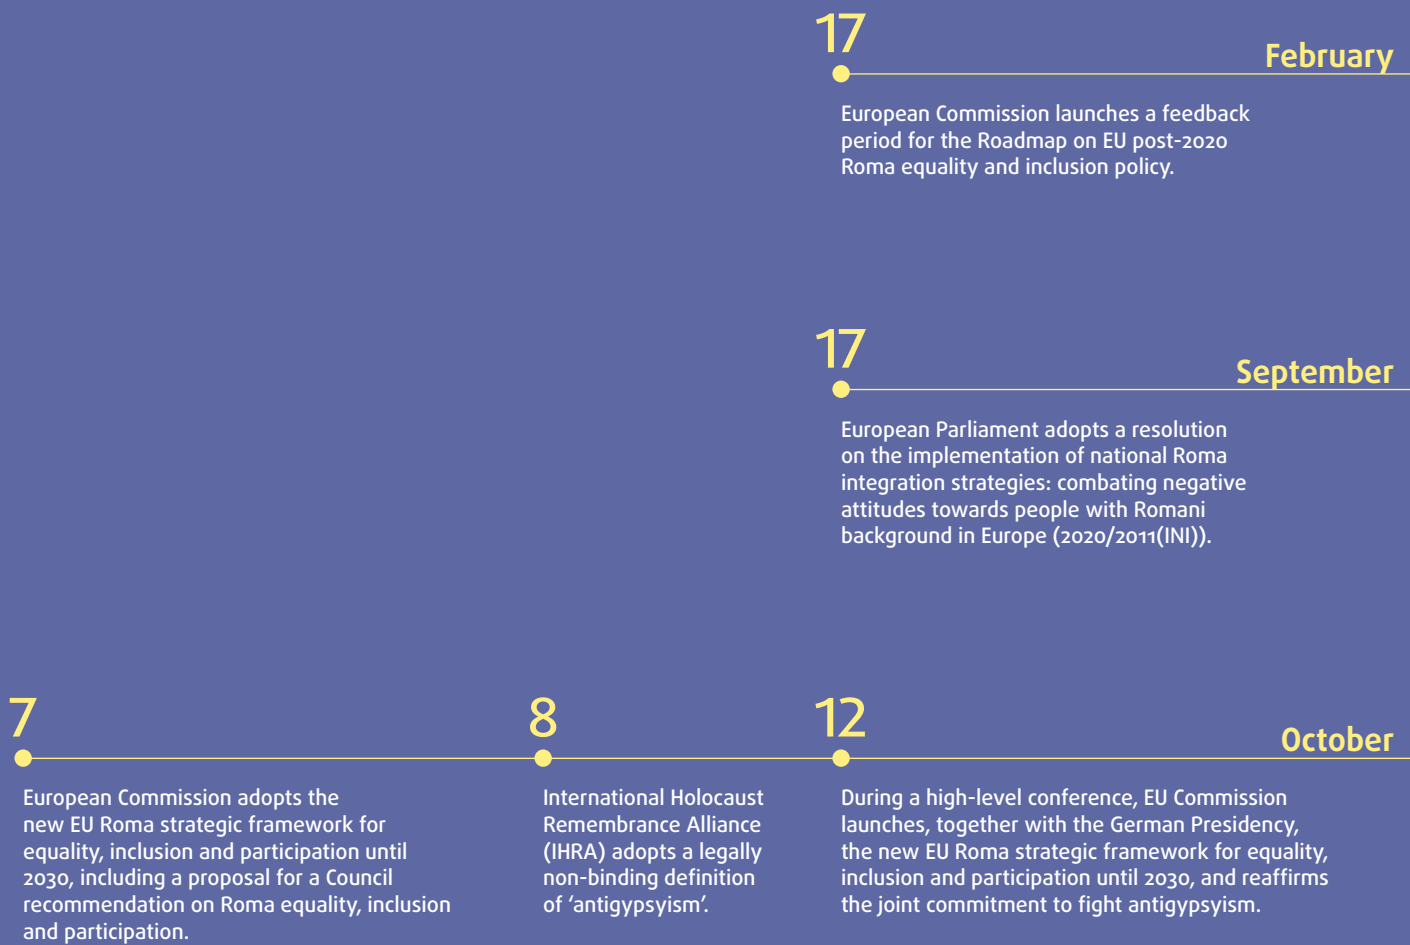 17
February
European Commission launches a feedback
period for the Roadmap on EU post-2020
Roma equality and inclusion policy.
17
September
European Parliament adopts a resolution
on the implementation of national Roma
integration strategies: combating negative
attitudes towards people with Romani
background in Europe (2020/2011(INI)).
7
8
12
October
European Commission adopts the
new EU Roma strategic framework for
equality, inclusion and participation until
2030, including a proposal for a Council
recommendation on Roma equality, inclusion
and participation.
International Holocaust
Remembrance Alliance
(IHRA) adopts a legally
non-binding definition
of ‘antigypsyism’.
During a high-level conference, EU Commission
launches, together with the German Presidency,
the new EU Roma strategic framework for equality,
inclusion and participation until 2030, and reaffirms
the joint commitment to fight antigypsyism.